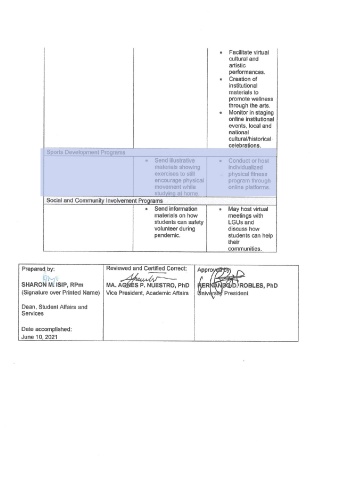 • Facilitate virtual
cultural and
artistic
performances.
• Creation of
institutional
materials to
promote wellness
through the arts.
• Monitor in staging
online institutional
events, local and
national
cultural/historical
celebrations.
Sports Development Programs
• Send illustrative
materials showing
exercises to still
encourage physical
movement while
studying at home.
• Conduct or host
individualized
physical fitness
program through
online platforms
Social and Community Involvement Programs
• Send information
materials on how
students can safely
volunteer during
pandemic.
• May host virtual
meetings with
LGUs and
discuss how
students can help
their
communities.
Prepared by:
SHARON M. ISIP, RPm
(Signature over Printed Name)
Dean, Student Affairs and
Services
Date accomplished:
June 10, 2021
Reviewed and Certified Correct:
MA. AGNES P. NUESTRO, PhD
Vice President, Academic Affairs
Approved by
HERNANDO D. ROBLES, PhD
University President